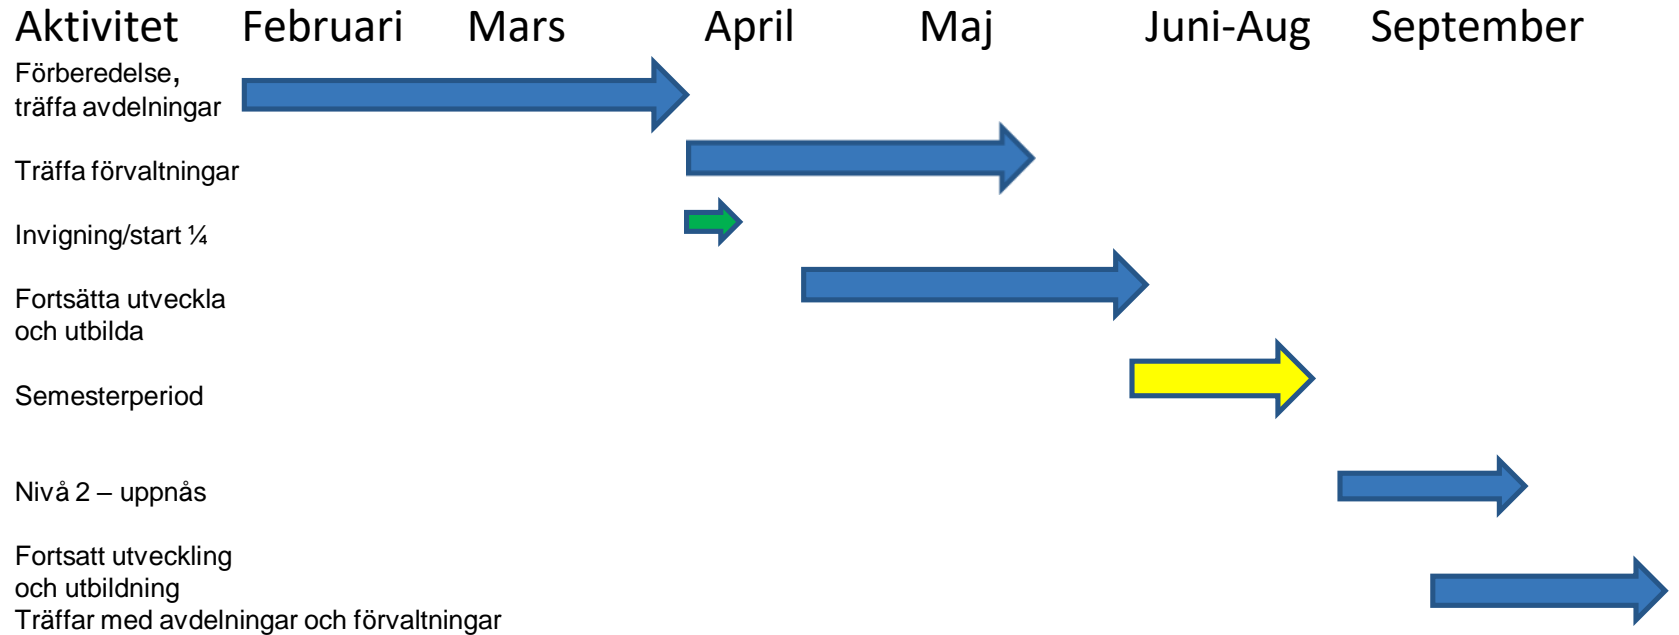 Aktivitet Februari Mars April Maj Juni-Aug September
Förberedelse,
träffa avdelningar
Träffa förvaltningar
Invigning/start ¼
Fortsätta utveckla
och utbilda
Semesterperiod
Nivå 2 – uppnås
Fortsatt utveckling
och utbildning
Träffar med avdelningar och förvaltningar